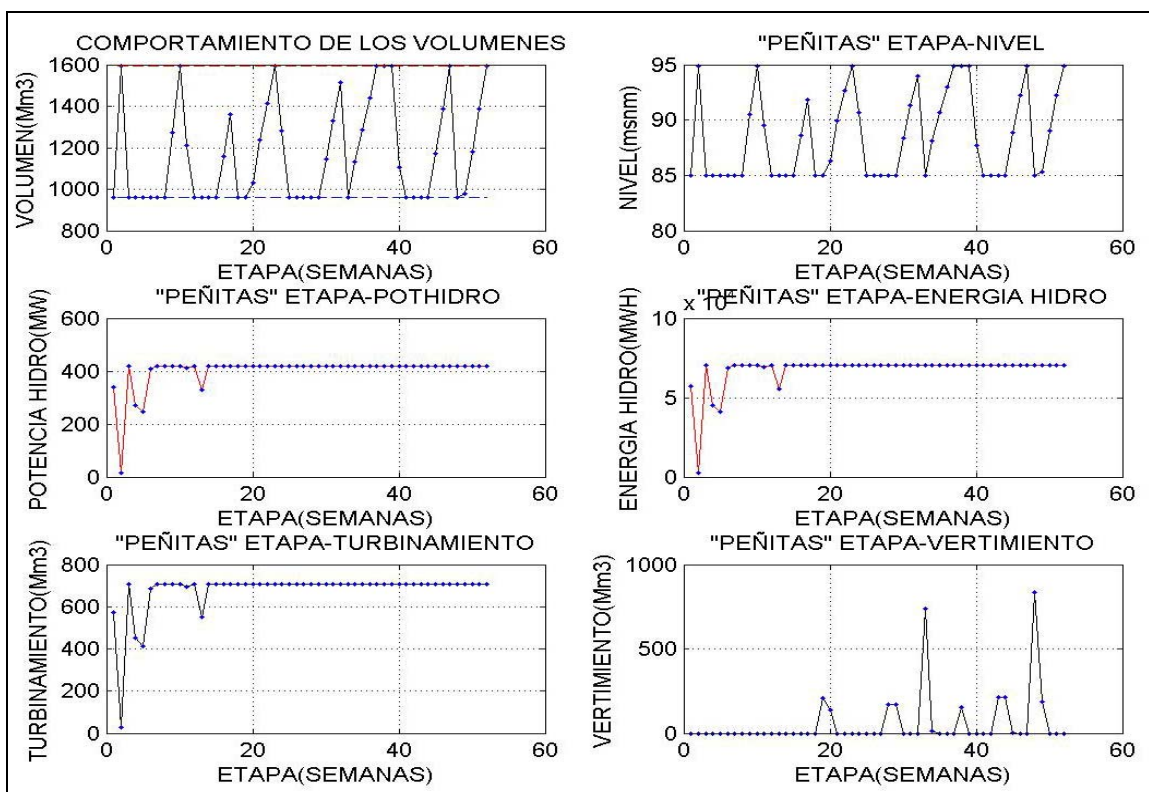 COMPORTAMIENTO DE LOS VOLUMENES
VOLUMEN(Mm3)
1600
1400
1200
1000
800
0
20
40
60
ETAPA(SEMANAS)
"PEÑITAS" ETAPA-NIVEL
NIVEL(msnm)
95
90
85
80
0
20
40
60
ETAPA(SEMANAS)
"PEÑITAS" ETAPA-POTHIDRO
POTENCIA HIDRO(MW)
600
400
200
0
0
20
40
60
ETAPA(SEMANAS)
x 10
"PEÑITAS" ETAPA-ENERGIA HIDRO
ENERGIA HIDRO(MWH)
10
5
0
0
20
40
60
ETAPA(SEMANAS)
"PEÑITAS" ETAPA-TURBINAMIENTO
TURBINAMIENTO(Mm3)
800
600
400
200
0
0
20
40
60
ETAPA(SEMANAS)
"PEÑITAS" ETAPA-VERTIMIENTO
VERTIMIENTO(Mm3)
1000
500
0
0
20
40
60
ETAPA(SEMANAS)